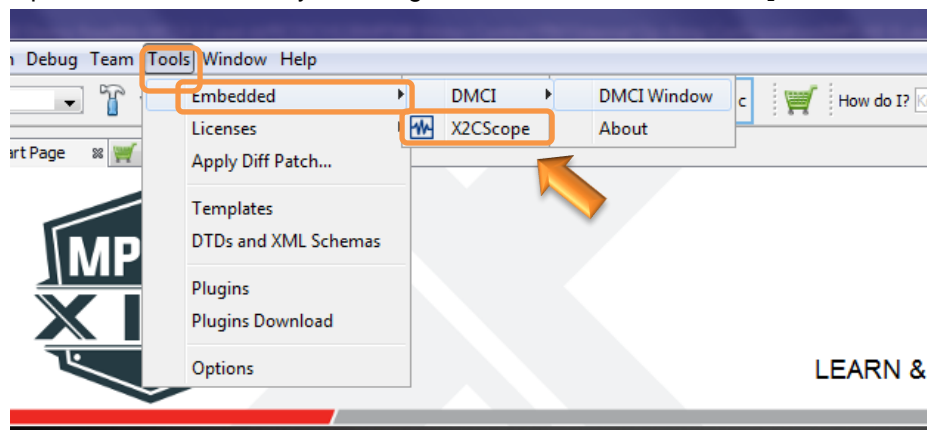 Debug Team Tools Window Help
Embedded DMCI DMCI Window
c How do I?
Licenses X2CScope About
art Page
Apply Diff Patch...
Templates
DTDs and XML Schemas
MP
Plugins
X I
Plugins Download
Options
LEARN &